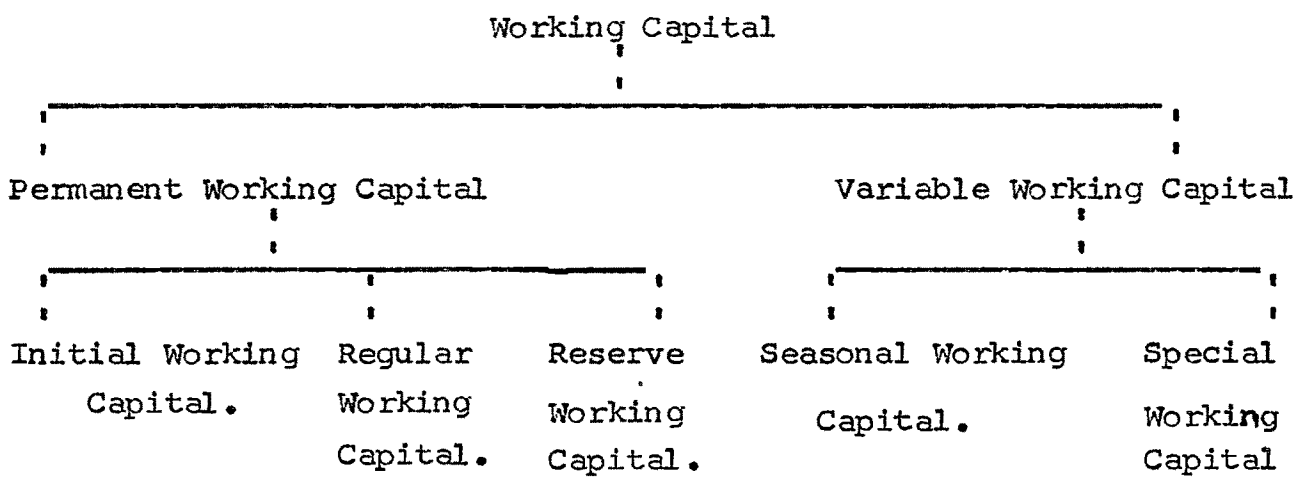 Working Capital
Permanent Working Capital
Variable Working Capital
Initial Working
Capital.
Regular
Working
Capital.
Reserve
Working
Capital.
Seasonal Working
Capital.
Special
Working
Capital